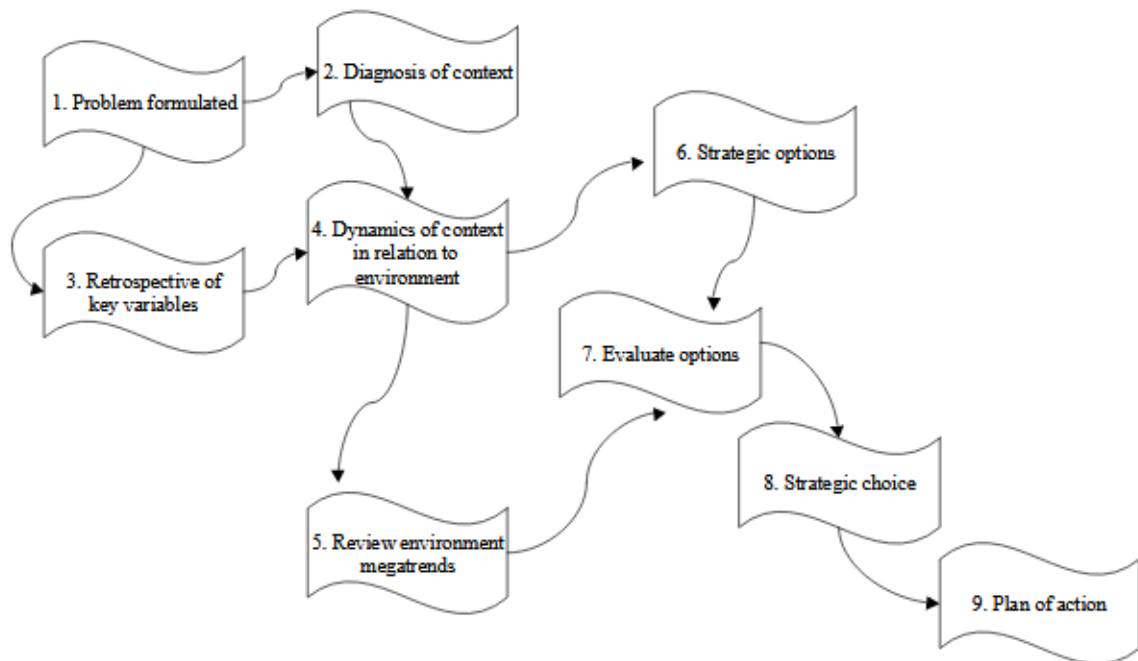 1. Problem formulated
2. Diagnosis of context
3. Retrospective of
key variables
4. Dynamics of context
in relation to
environment
5. Review environment
megatrends
6. Strategic options
7. Evaluate options
8. Strategic choice
9. Plan of action